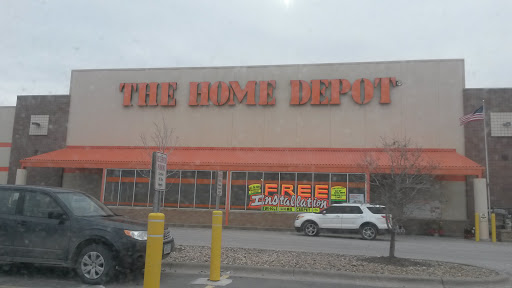 THE HOME DEPOT
FREE
Installation